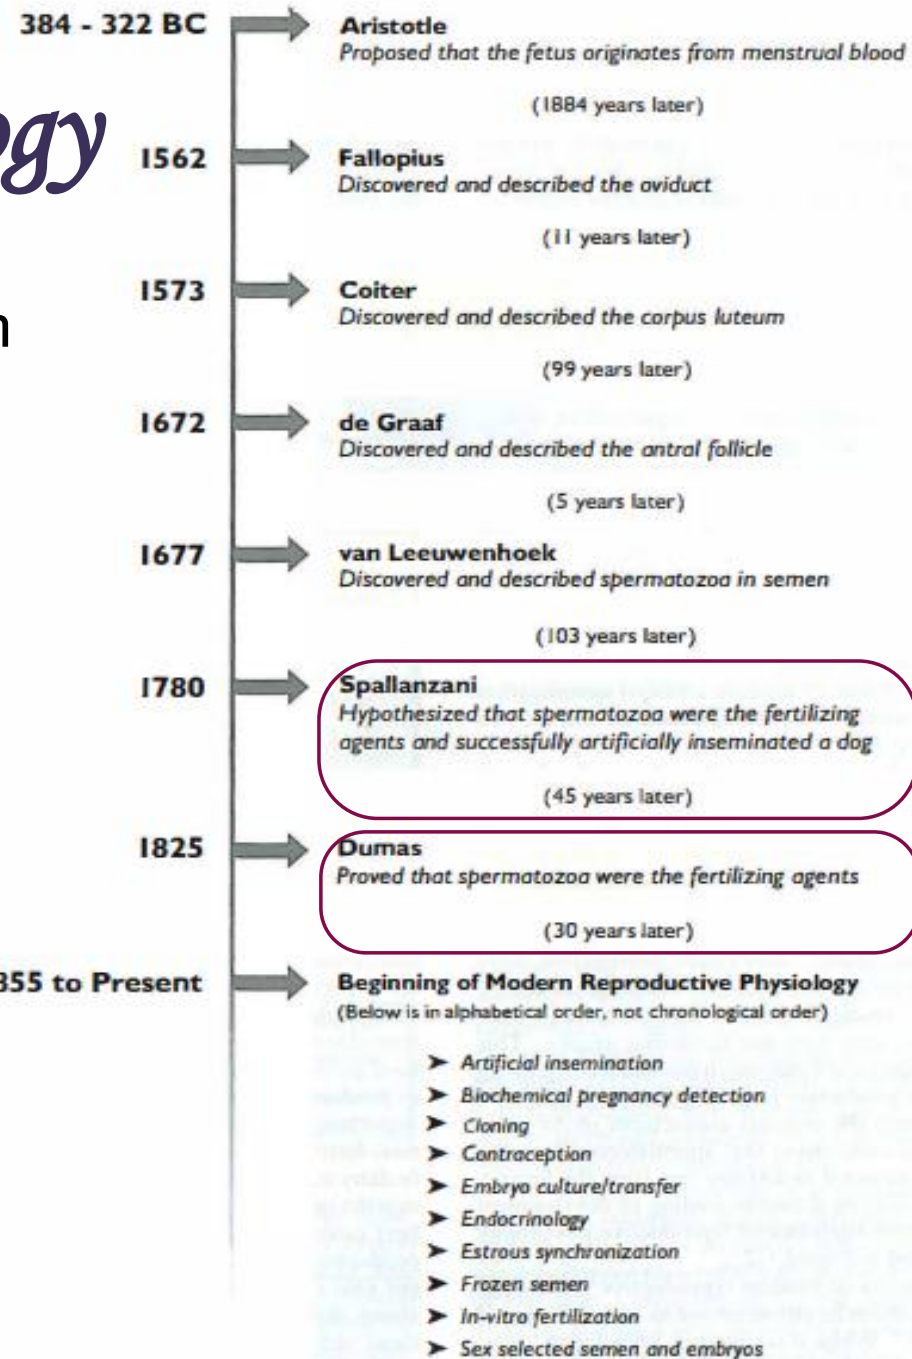 384 - 322 BC
Aristotle
Proposed that the fetus originates from menstrual blood
(1884 years later)
ogy
1562
Fallopius
Discovered and described the oviduct
(11 years later)
n
1573
Coiter
Discovered and described the corpus luteum
(99 years later)
1672
de Graaf
Discovered and described the antral follicle
(5 years later)
1677
van Leeuwenhoek
Discovered and described spermatozoa in semen
(103 years later)
1780
Spallanzani
Hypothesized that spermatozoa were the fertilizing
agents and successfully artificially inseminated a dog
(45 years later)
1825
Dumas
Proved that spermatozoa were the fertilizing agents
(30 years later)
855 to Present
Beginning of Modern Reproductive Physiology
(Below is in alphabetical order, not chronological order)
➤ Artificial insemination
➤ Biochemical pregnancy detection
➤ Cloning
➤ Contraception
➤ Embryo culture/transfer
➤ Endocrinology
➤ Estrous synchronization
➤ Frozen semen
➤ In-vitro fertilization
➤ Sex selected semen and embryos